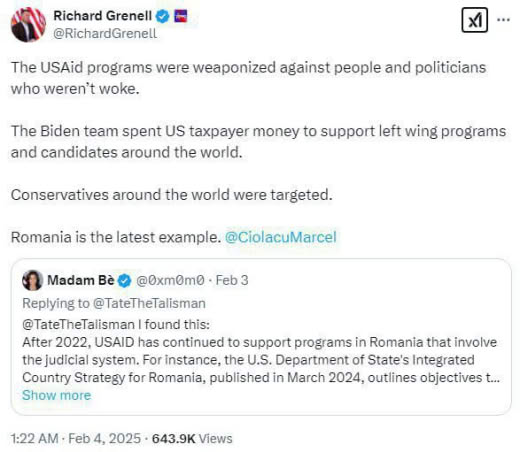 Richard Grenell
@RichardGrenell
The USAid programs were weaponized against people and politicians
who weren't woke.
The Biden team spent US taxpayer money to support left wing programs
and candidates around the world.
Conservatives around the world were targeted.
Romania is the latest example. @CiolacuMarcel
Madam Bè @0xm0m0 · Feb 3
Replying to @TateTheTalisman
@TateTheTalisman I found this:
After 2022, USAID has continued to support programs in Romania that involve
the judicial system. For instance, the U.S. Department of State's Integrated
Country Strategy for Romania, published in March 2024, outlines objectives t...
Show more
1:22 AM · Feb 4, 2025 · 643.9K Views